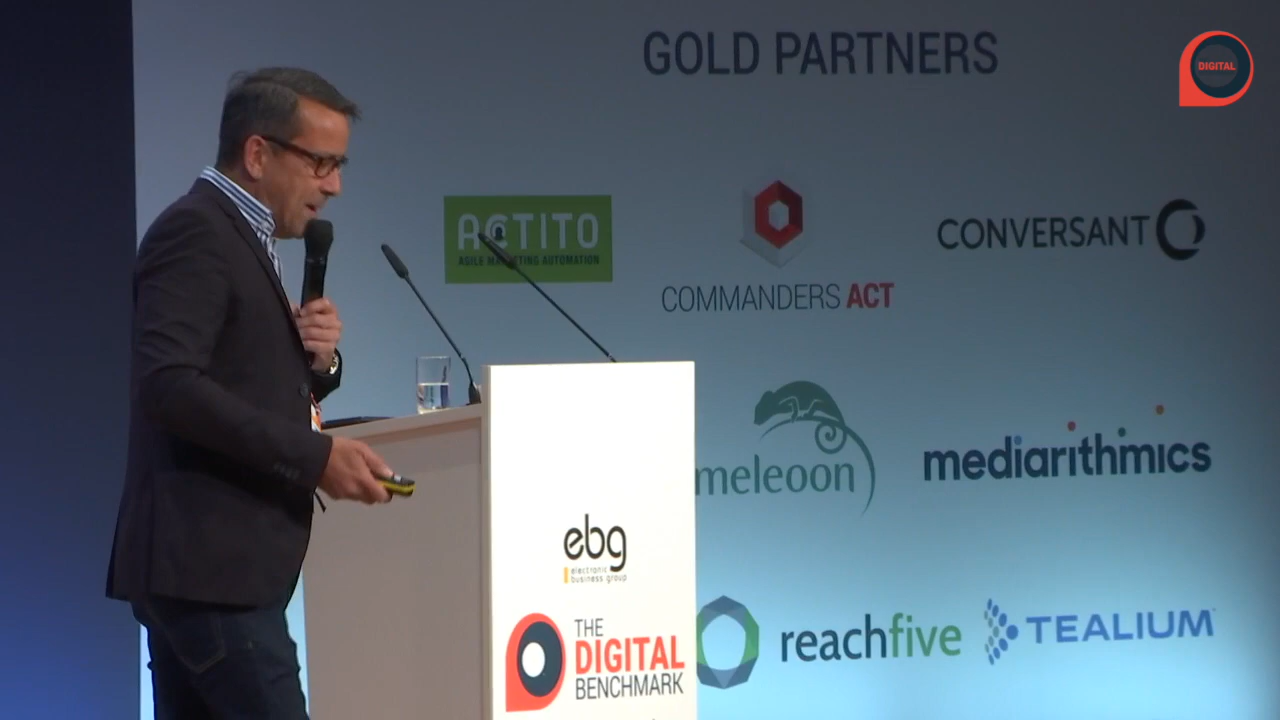 GOLD PARTNERS
DIGITAL
ACTITO
AGILE MARKETING AUTOMATION
COMMANDERS ACT
CONVERSANT
meleoon
mediarithmics
reachfive
TEALIUM
ebg
electronic
business group
THE
DIGITAL
BENCHMARK